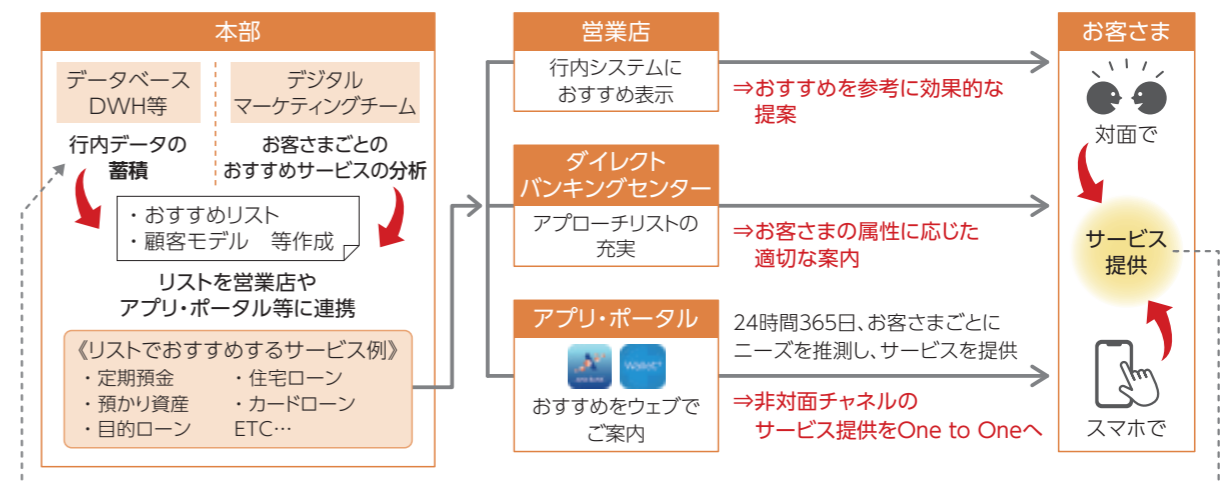 本部
データベース
DWH等
デジタル
マーケティングチーム
行内データの
蓄積
お客さまごとの
おすすめサービスの分析
・おすすめリスト
・顧客モデル 等作成
リストを営業店や
アプリ・ポータル等に連携
《リストでおすすめするサービス例》
・定期預金 ・住宅ローン
・預かり資産 ・カードローン
・目的ローン ETC…
営業店
行内システムに
おすすめ表示
⇒おすすめを参考に効果的な
提案
ダイレクト
バンキングセンター
アプローチリストの
充実
⇒お客さまの属性に応じた
適切な案内
アプリ・ポータル
Wallet+
おすすめをウェブで
ご案内
24時間365日、お客さまごとに
ニーズを推測し、サービスを提供
⇒非対面チャネルの
サービス提供をOne to Oneへ
お客さま
対面で
サービス
提供
スマホで